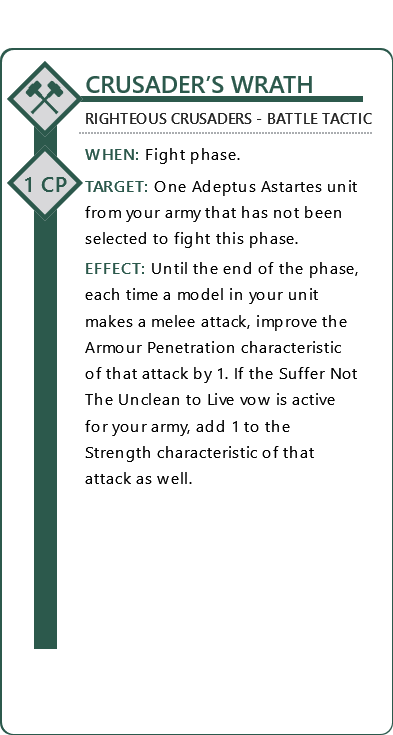 CRUSADER’S WRATH
RIGHTEOUS CRUSADERS - BATTLE TACTIC
WHEN: Fight phase.
1 CP
TARGET: One Adeptus Astartes unit
from your army that has not been
selected to fight this phase.
EFFECT: Until the end of the phase,
each time a model in your unit
makes a melee attack, improve the
Armour Penetration characteristic
of that attack by 1. If the Suffer Not
The Unclean to Live vow is active
for your army, add 1 to the
Strength characteristic of that
attack as well.